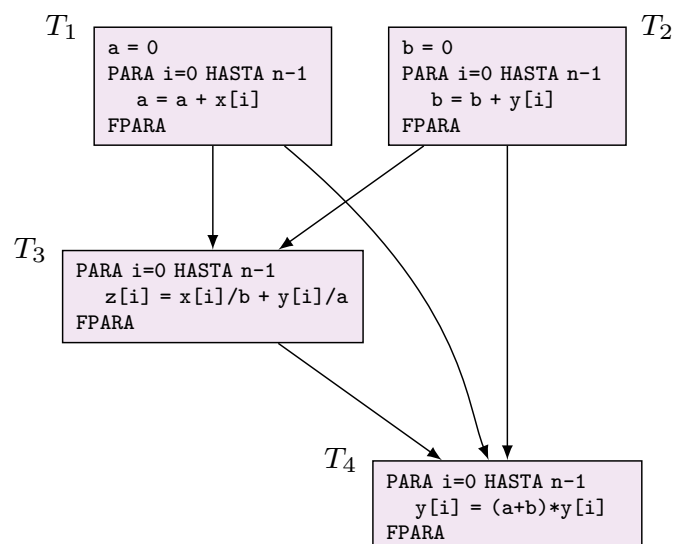 T1
a = 0
PARA i=0 HASTA n-1
a = a + x[i]
FPARA
T2
b = 0
PARA i=0 HASTA n-1
b = b + y[i]
FPARA
T3
PARA i=0 HASTA n-1
z[i] = x[i]/b + y[i]/a
FPARA
T4
PARA i=0 HASTA n-1
y[i] = (a+b)*y[i]
FPARA